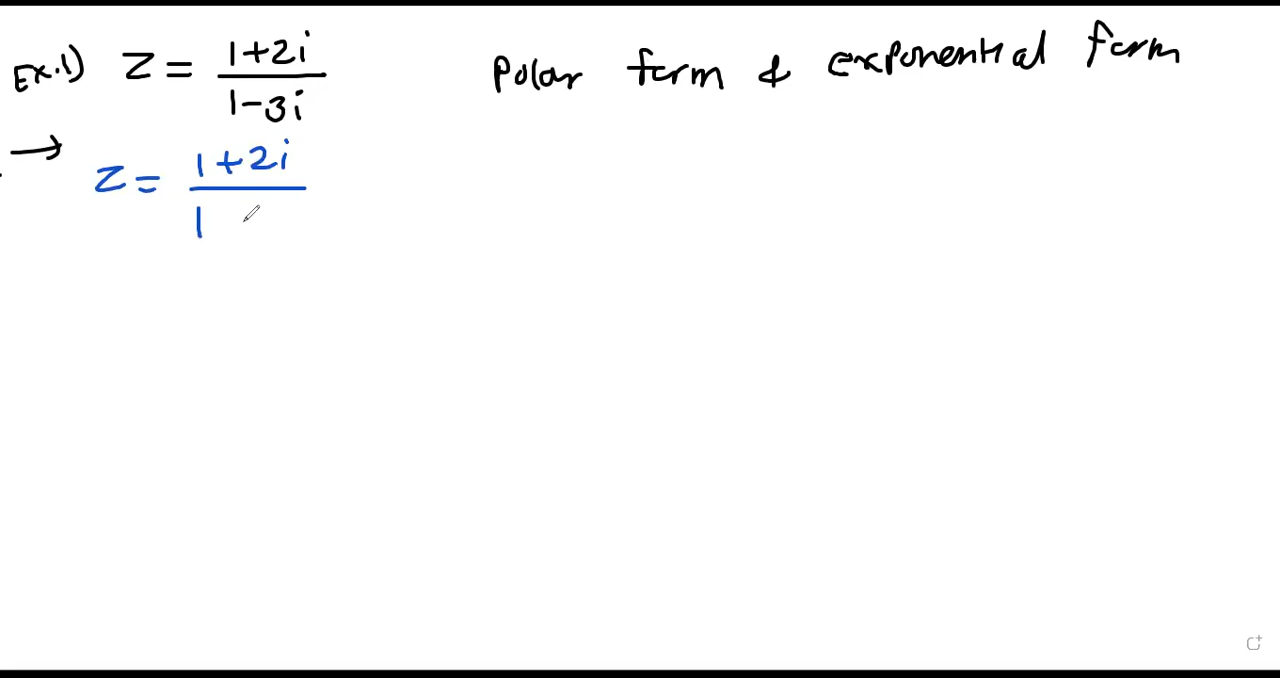 Ex.1) z = 1+2i / 1-3i Polar form & exponential form
→ z = 1+2i / 1